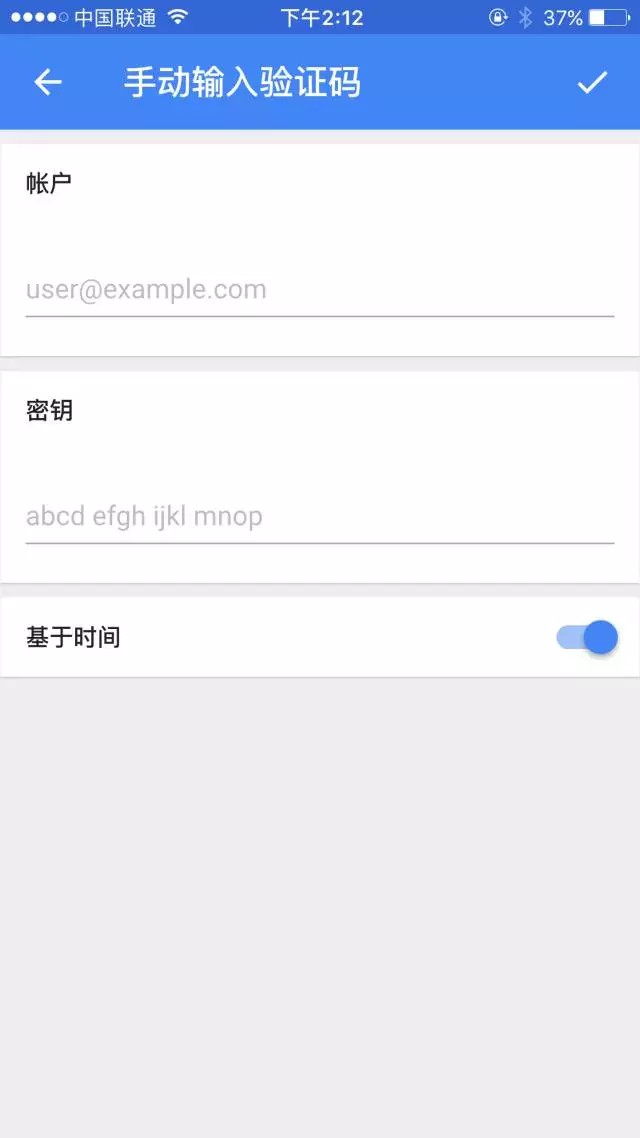 中国联通 下午2:12 37%
手动输入验证码
帐户
user@example.com
密钥
abcd efgh ijkl mnop
基于时间